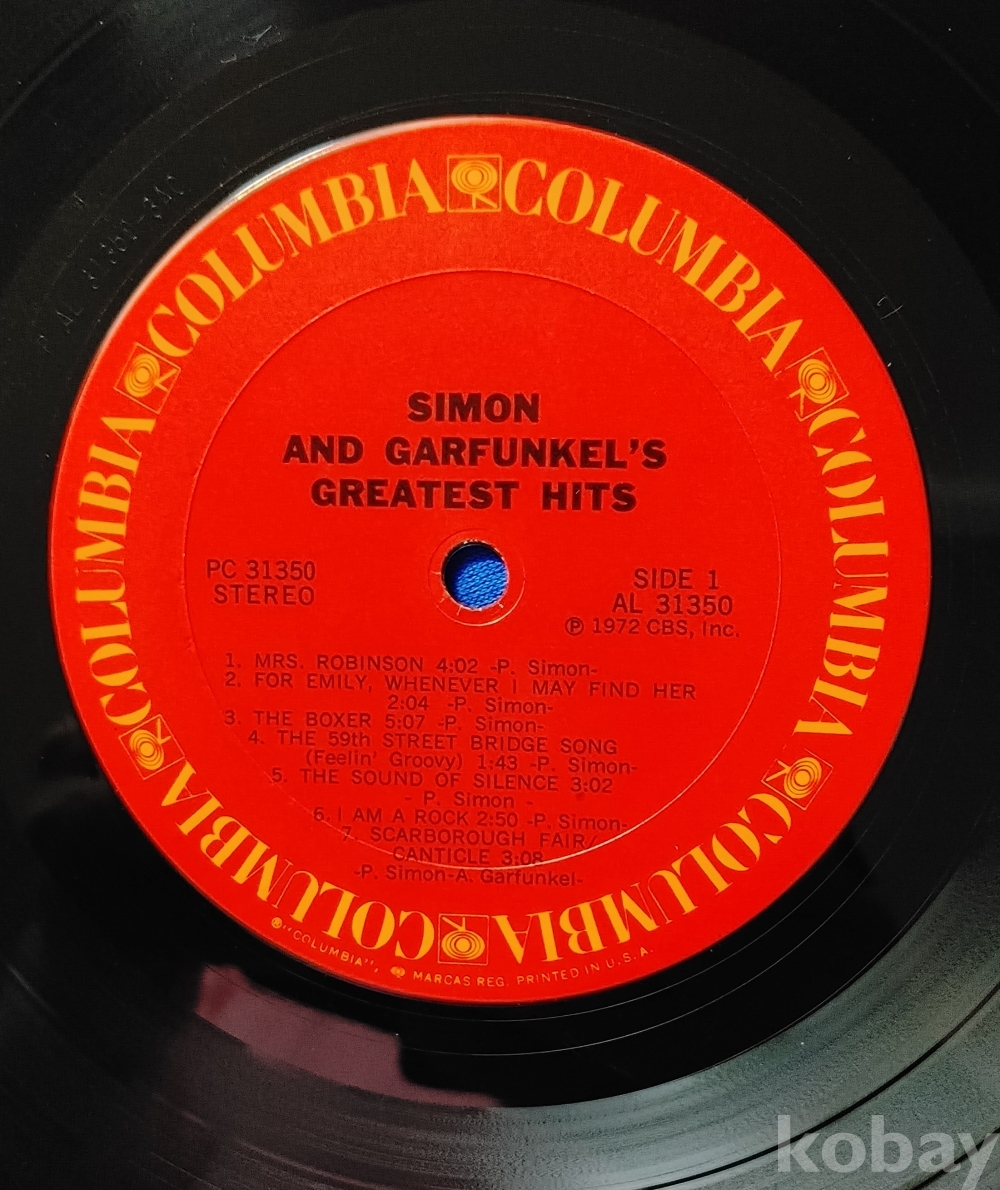 COLUMBIA COLUMBIA COLUMBIA COLUMBIA COLUMBIA COLUMBIA COLUMBIA
SIMON
AND GARFUNKEL'S
GREATEST HITS
PC 31350
STEREO
SIDE 1
AL 31350
Ⓟ 1972 CBS, Inc.
1. MRS. ROBINSON 4:02 -P. Simon-
2. FOR EMILY, WHENEVER I MAY FIND HER
2:04 -P. Simon-
3. THE BOXER 5:07 -P. Simon-
4. THE 59th STREET BRIDGE SONG
(Feelin' Groovy) 1:43 -P. Simon-
5. THE SOUND OF SILENCE 3:02
- P. Simon -
6. I AM A ROCK 2:50 -P. Simon-
7. SCARBOROUGH FAIR/
CANTICLE 3:08
-P. Simon-A. Garfunkel-
® "COLUMBIA", MARCAS REG. PRINTED IN U.S.A.
kobay